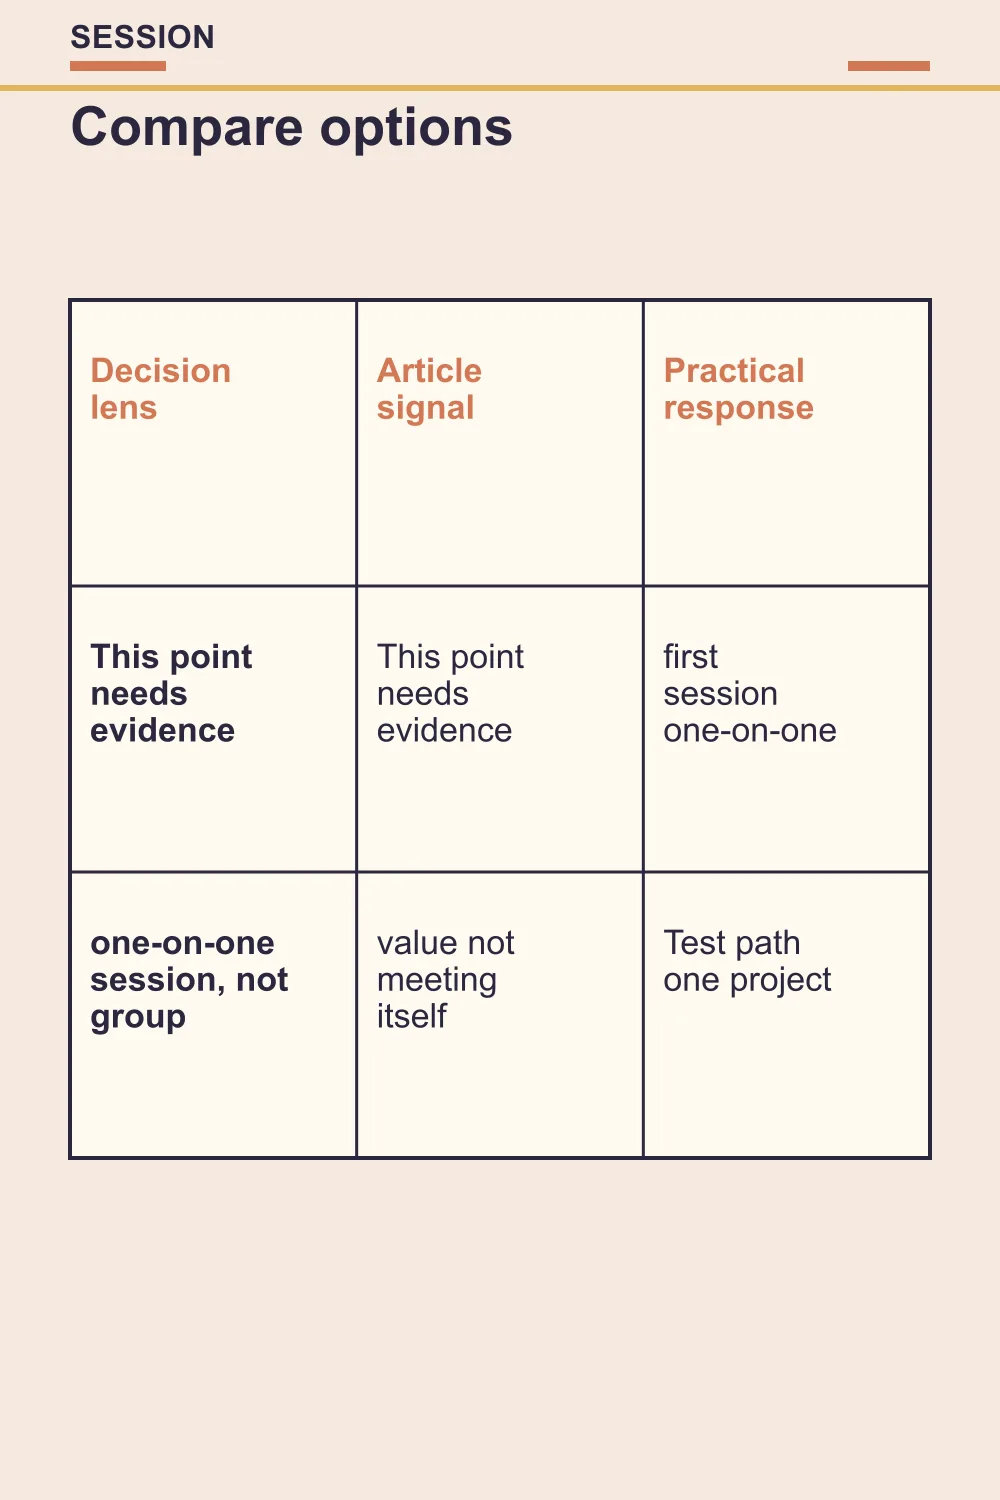 SESSION
Compare options
Decision
lens
Article
signal
Practical
response
This point
needs
evidence
This point
needs
evidence
first
session
one-on-one
one-on-one
session, not
group
value not
meeting
itself
Test path
one project